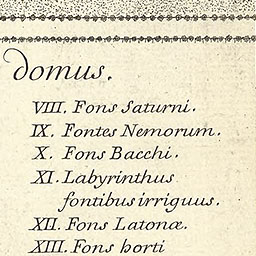 domus.
VIII. Fons Saturni.
IX. Fontes Nemorum.
X. Fons Bacchi.
XI. Labyrinthus
fontibus irriguus.
XII. Fons Latonæ.
XIII. Fons horti